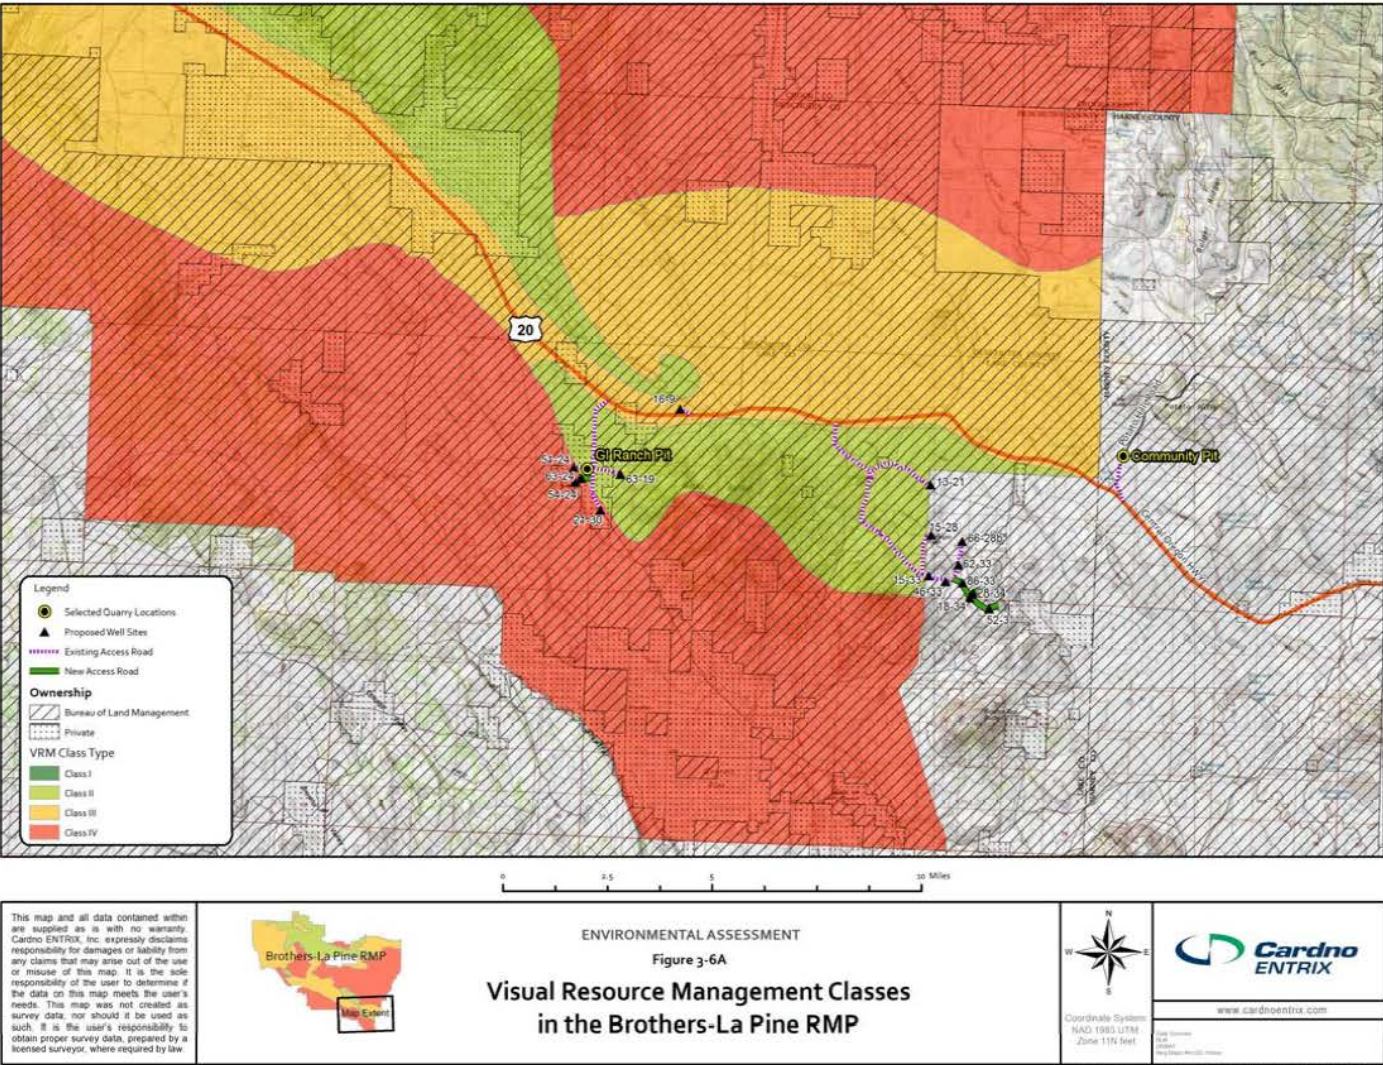 HARNEY COUNTY
Ridge
HARNEY COUNTY
20
16-9
GI Ranch Pit
63-19
54-24
21-30
Community Pit
13-21
15-28
66-28b
62-33
15-33
86-33
46-33
28-34
18-34
52-3
Central Oregon Hwy
Legend
Selected Quarry Locations
Proposed Well Sites
Existing Access Road
New Access Road
Ownership
Bureau of Land Management
Private
VRM Class Type
Class I
Class II
Class III
Class IV
0 2.5 5 10 Miles
This map and all data contained within
are supplied as is with no warranty.
Cardno ENTRIX, Inc. expressly disclaims
responsibility for damages or liability from
any claims that may arise out of the use
or misuse of this map. It is the sole
responsibility of the user to determine if
the data on this map meets the user's
needs. This map was not created as
survey data, nor should it be used as
such. It is the user's responsibility to
obtain proper survey data, prepared by a
licensed surveyor, where required by law.
Brothers-La Pine RMP
Map Extent
ENVIRONMENTAL ASSESSMENT
Figure 3-6A
Visual Resource Management Classes
in the Brothers-La Pine RMP
N
W E
S
Coordinate System
NAD 1983 UTM
Zone 11N feet
Cardno
ENTRIX
www.cardnoentrix.com